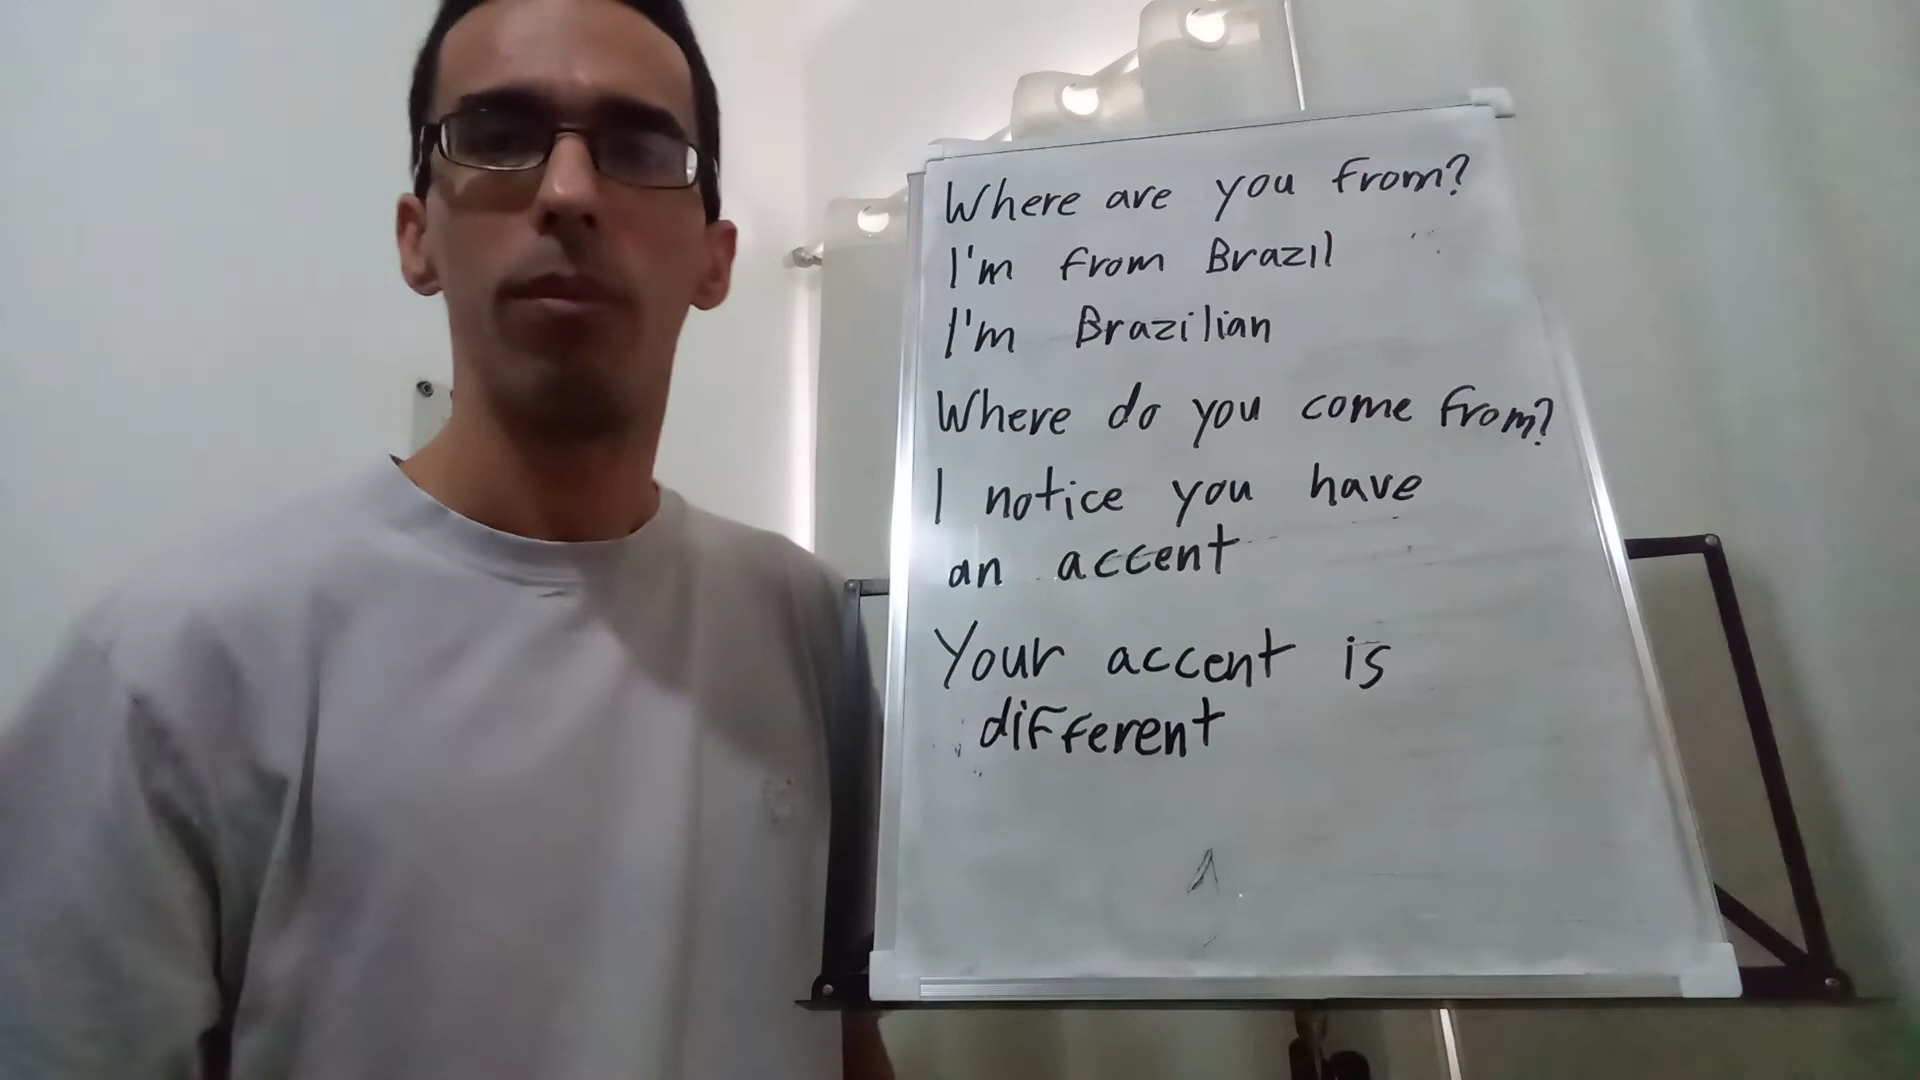 Where are you from?
I'm from Brazil
I'm Brazilian
Where do you come from?
I notice you have
an accent
Your accent is
different